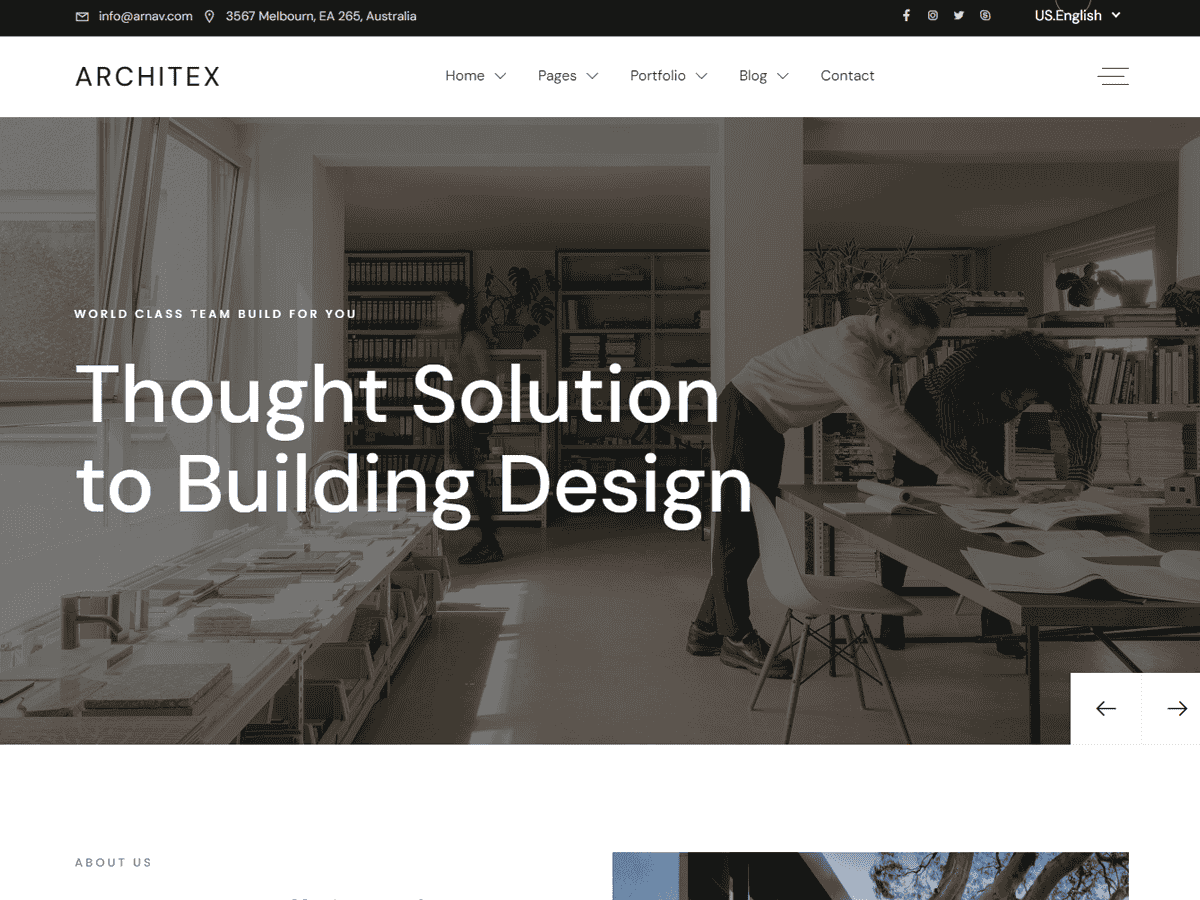 info@arnav.com 3567 Melbourn, EA 265, Australia US.English
ARCHITEX Home Pages Portfolio Blog Contact
WORLD CLASS TEAM BUILD FOR YOU
Thought Solution
to Building Design
ABOUT US